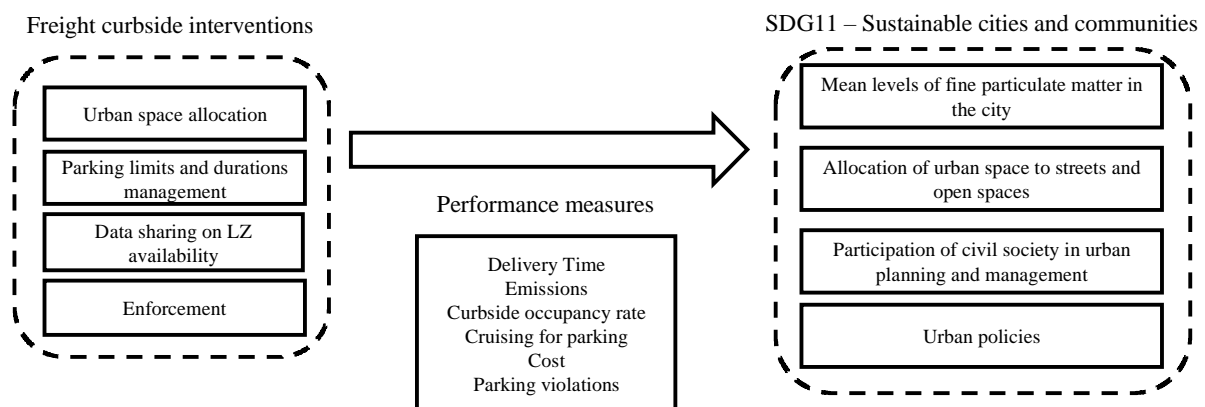 Freight curbside interventions
Urban space allocation
Parking limits and durations
management
Data sharing on LZ
availability
Enforcement
Performance measures
Delivery Time
Emissions
Curbside occupancy rate
Cruising for parking
Cost
Parking violations
SDG11 – Sustainable cities and communities
Mean levels of fine particulate matter in
the city
Allocation of urban space to streets and
open spaces
Participation of civil society in urban
planning and management
Urban policies